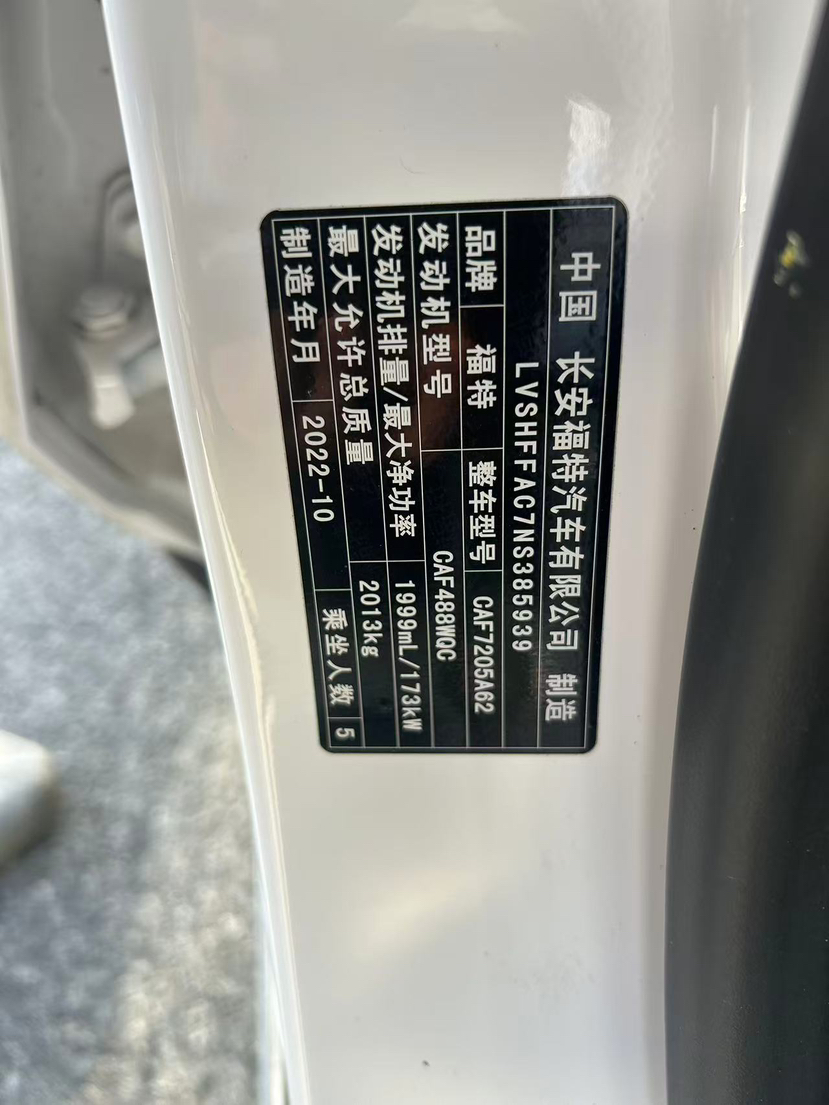 中国 长安福特汽车有限公司 制造
LVSHFFAC7NS385939
品牌 福特 整车型号 CAF7205A62
发动机型号 CAF488WQC
发动机排量/最大净功率 1999mL/173kW
最大允许总质量 2013kg
制造年月 2022-10 乘坐人数 5